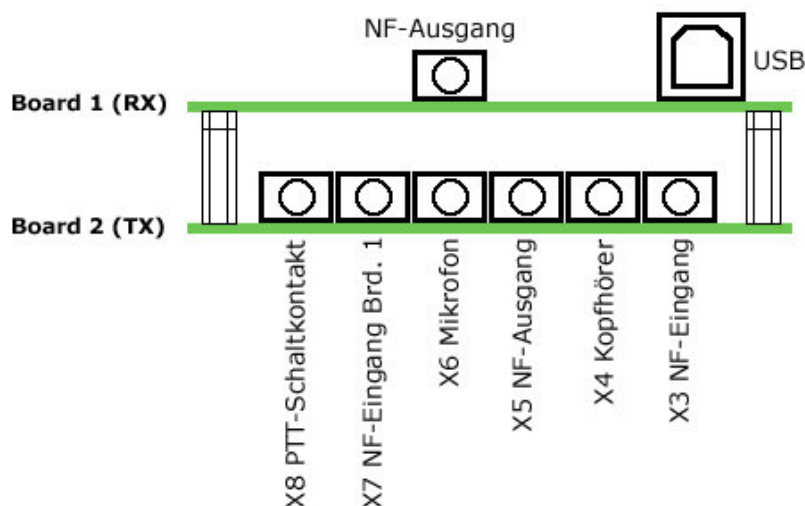 NF-Ausgang
USB
Board 1 (RX)
Board 2 (TX)
X8 PTT-Schaltkontakt
X7 NF-Eingang Brd. 1
X6 Mikrofon
X5 NF-Ausgang
X4 Kopfhörer
X3 NF-Eingang